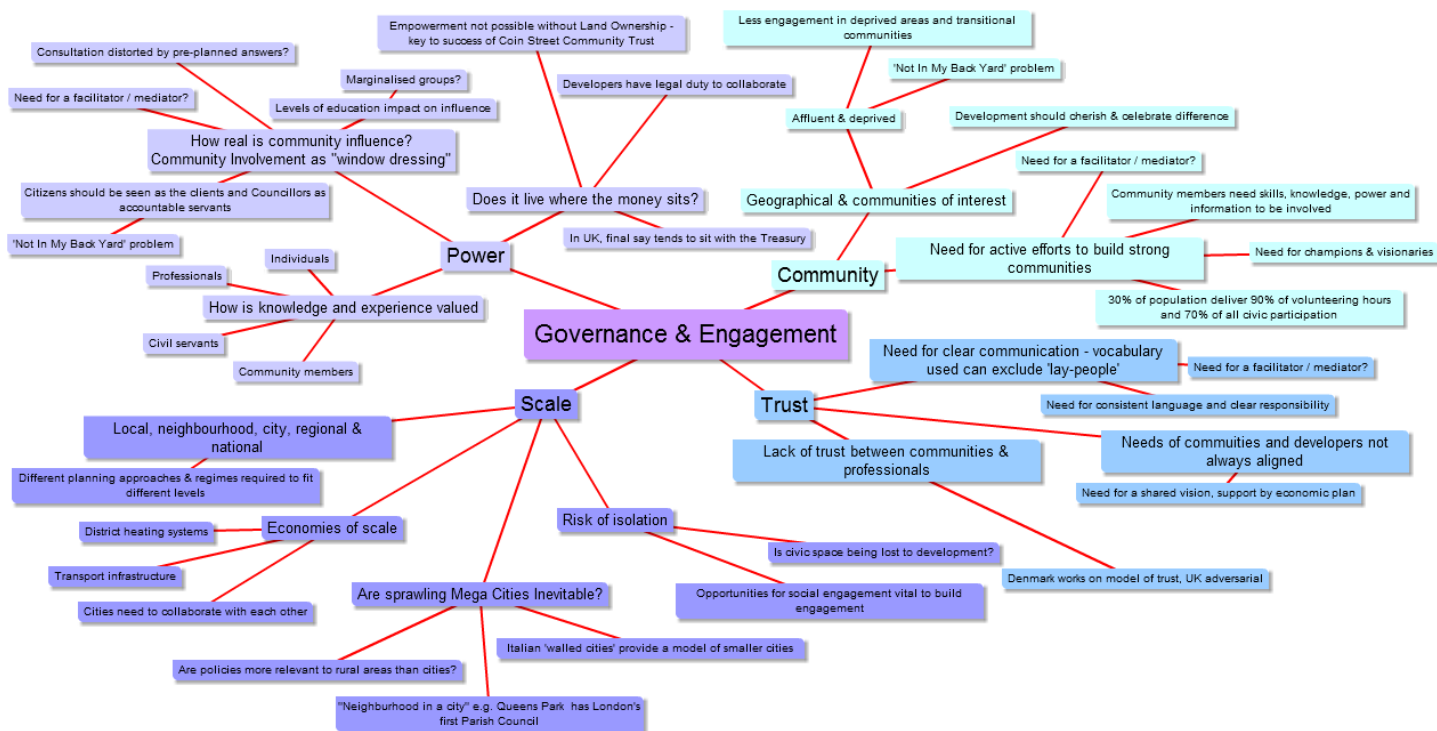 Governance & Engagement
Power
How real is community influence?
Community Involvement as "window dressing"
Consultation distorted by pre-planned answers?
Need for a facilitator / mediator?
Marginalised groups?
Levels of education impact on influence
Citizens should be seen as the clients and Councillors as
accountable servants
'Not In My Back Yard' problem
Does it live where the money sits?
Empowerment not possible without Land Ownership -
key to success of Coin Street Community Trust
Developers have legal duty to collaborate
In UK, final say tends to sit with the Treasury
How is knowledge and experience valued
Individuals
Professionals
Civil servants
Community members
Community
Geographical & communities of interest
Affluent & deprived
Less engagement in deprived areas and transitional
communities
'Not In My Back Yard' problem
Development should cherish & celebrate difference
Need for active efforts to build strong
communities
Need for a facilitator / mediator?
Community members need skills, knowledge, power and
information to be involved
Need for champions & visionaries
30% of population deliver 90% of volunteering hours
and 70% of all civic participation
Trust
Need for clear communication - vocabulary
used can exclude 'lay-people'
Need for a facilitator / mediator?
Need for consistent language and clear responsibility
Needs of commuities and developers not
always aligned
Need for a shared vision, support by economic plan
Lack of trust between communities &
professionals
Denmark works on model of trust, UK adversarial
Scale
Local, neighbourhood, city, regional &
national
Different planning approaches & regimes required to fit
different levels
Economies of scale
District heating systems
Transport infrastructure
Cities need to collaborate with each other
Are sprawling Mega Cities Inevitable?
Are policies more relevant to rural areas than cities?
"Neighburhood in a city" e.g. Queens Park has London's
first Parish Council
Italian 'walled cities' provide a model of smaller cities
Risk of isolation
Is civic space being lost to development?
Opportunities for social engagement vital to build
engagement